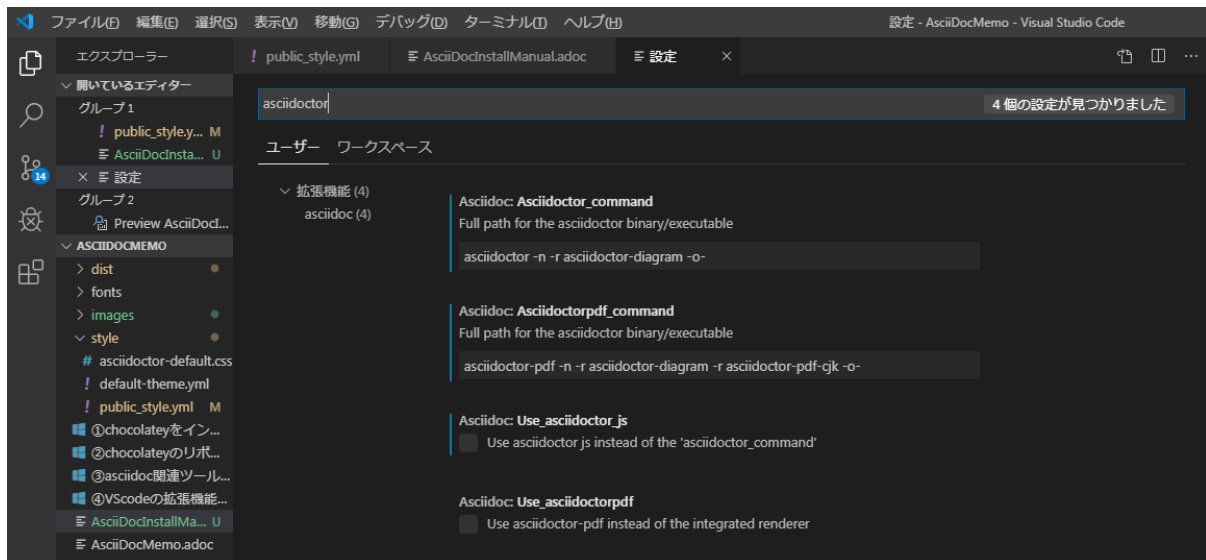 ファイル(F) 編集(E) 選択(S) 表示(V) 移動(G) デバッグ(D) ターミナル(T) ヘルプ(H) 設定 - AsciiDocMemo - Visual Studio Code
エクスプローラー
! public_style.yml AsciiDocInstallManual.adoc 設定 ×
開いているエディター
グループ 1
! public_style.y... M
AsciiDocInsta... U
× 設定
グループ 2
Preview AsciiDocI...
ASCIIDOCMEMO
dist
fonts
images
style
# asciidoctor-default.css
! default-theme.yml
! public_style.yml M
①chocolateyをイン...
②chocolateyのリポ...
③asciidoc関連ツール...
④VScodeの拡張機能...
AsciiDocInstallMa... U
AsciiDocMemo.adoc
14
asciidoctor 4 個の設定が見つかりました
ユーザー ワークスペース
拡張機能 (4)
asciidoc (4)
Asciidoc: Asciidoctor_command
Full path for the asciidoctor binary/executable
asciidoctor -n -r asciidoctor-diagram -o-
Asciidoc: Asciidoctorpdf_command
Full path for the asciidoctor binary/executable
asciidoctor-pdf -n -r asciidoctor-diagram -r asciidoctor-pdf-cjk -o-
Asciidoc: Use_asciidoctor_js
Use asciidoctor js instead of the 'asciidoctor_command'
Asciidoc: Use_asciidoctorpdf
Use asciidoctor-pdf instead of the integrated renderer